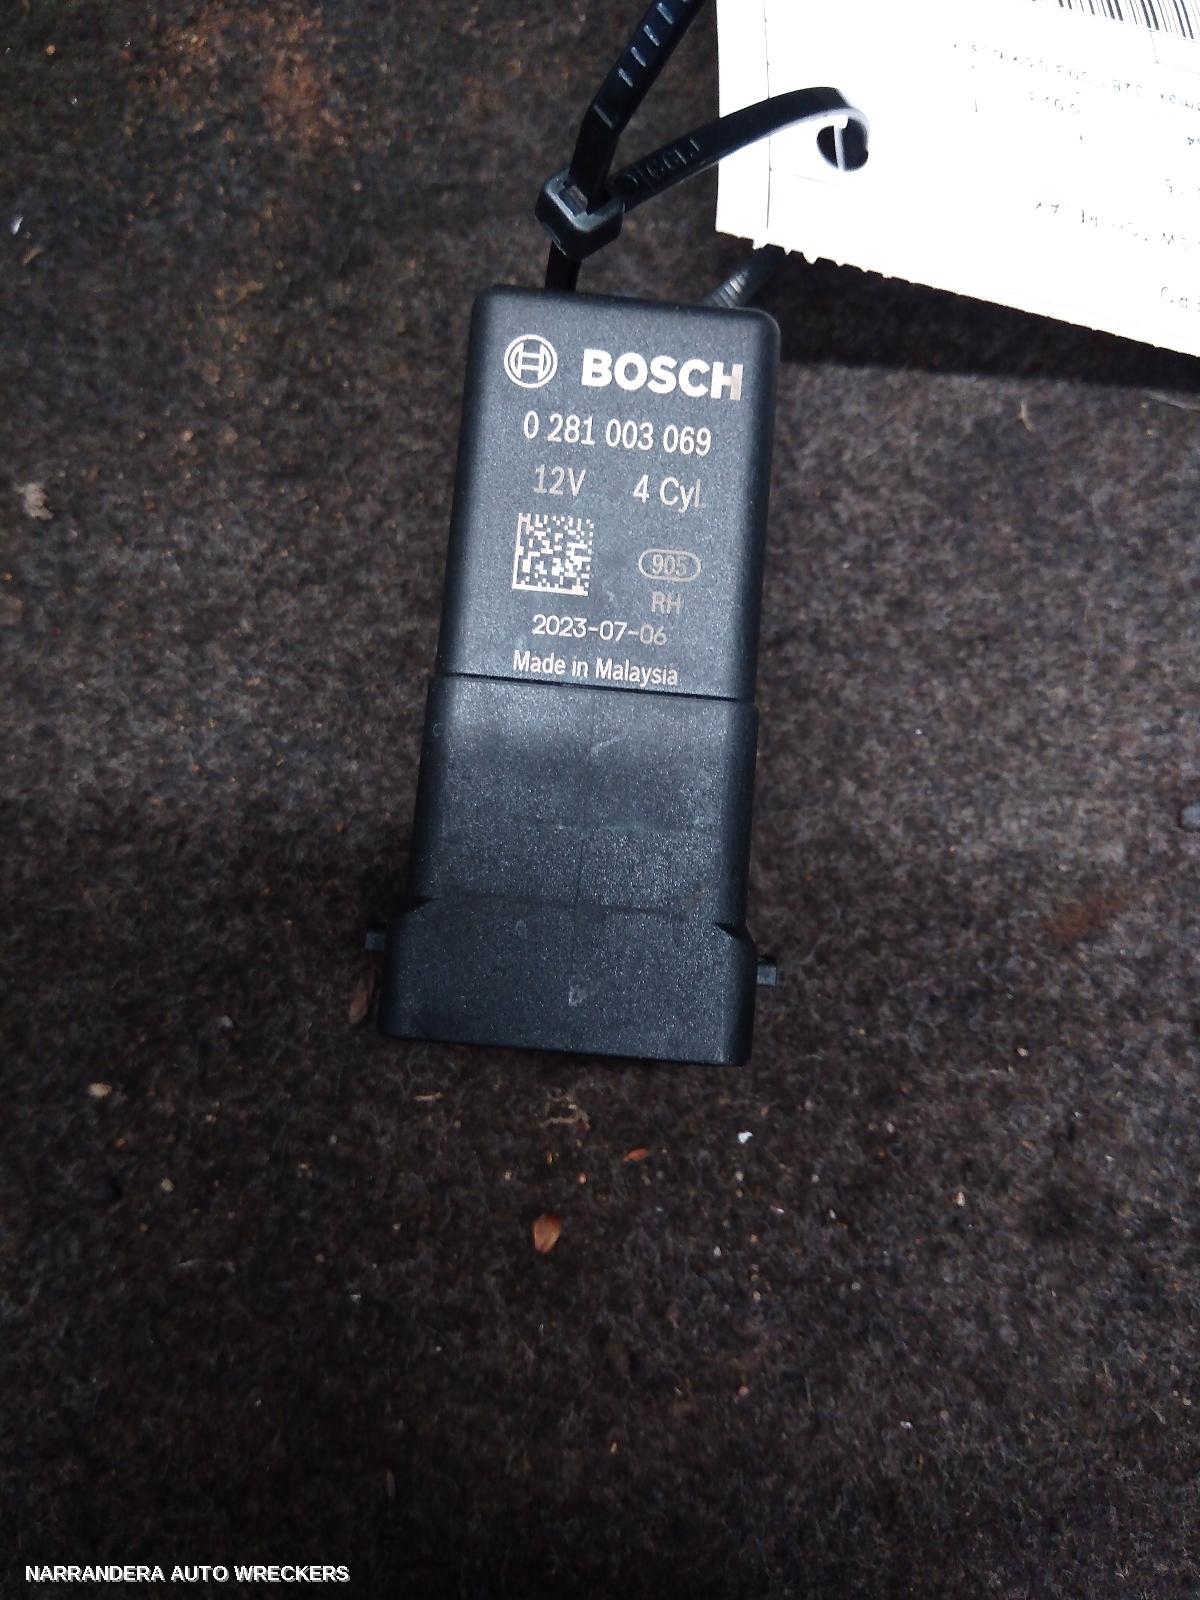 BOSCH
0 281 003 069
12V 4 Cyl.
905
RH
2023-07-06
Made in Malaysia
NARRANDERA AUTO WRECKERS